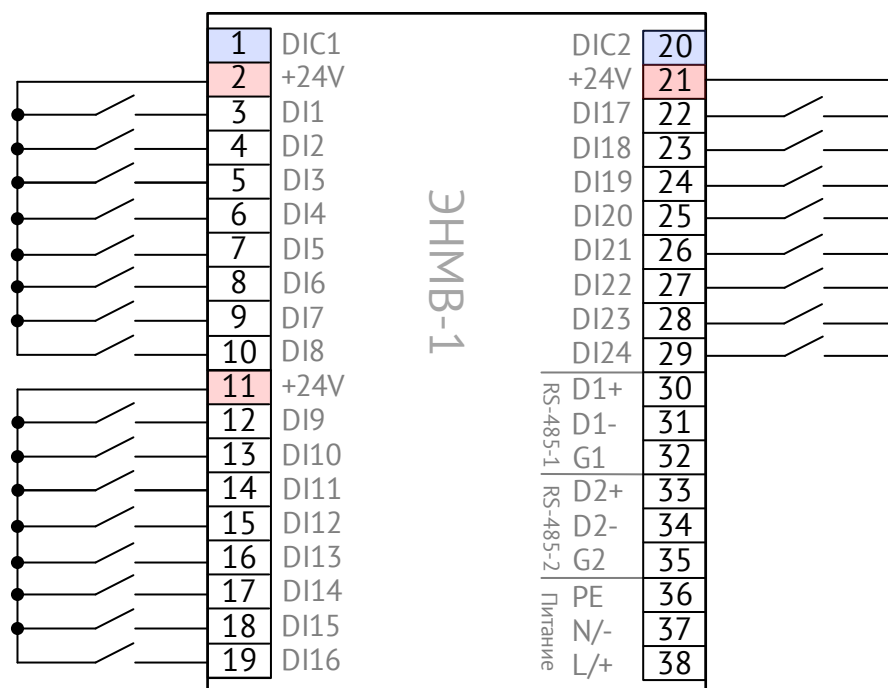 1 DIC1
2 +24V
3 DI1
4 DI2
5 DI3
6 DI4
7 DI5
8 DI6
9 DI7
10 DI8
11 +24V
12 DI9
13 DI10
14 DI11
15 DI12
16 DI13
17 DI14
18 DI15
19 DI16
ЭНМВ-1
DIC2 20
+24V 21
DI17 22
DI18 23
DI19 24
DI20 25
DI21 26
DI22 27
DI23 28
DI24 29
RS-485-1
D1+ 30
D1- 31
G1 32
RS-485-2
D2+ 33
D2- 34
G2 35
Питание
PE 36
N/- 37
L/+ 38